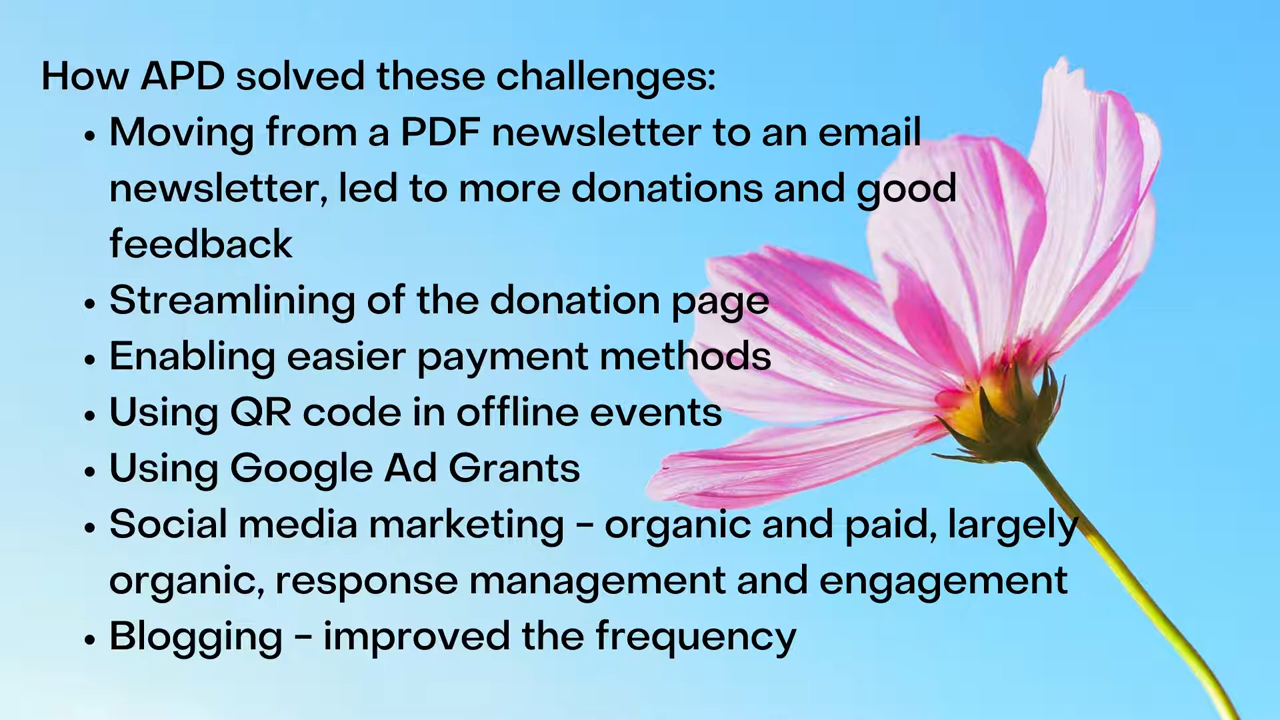 How APD solved these challenges:
• Moving from a PDF newsletter to an email
newsletter, led to more donations and good
feedback
• Streamlining of the donation page
• Enabling easier payment methods
• Using QR code in offline events
• Using Google Ad Grants
• Social media marketing – organic and paid, largely
organic, response management and engagement
• Blogging – improved the frequency